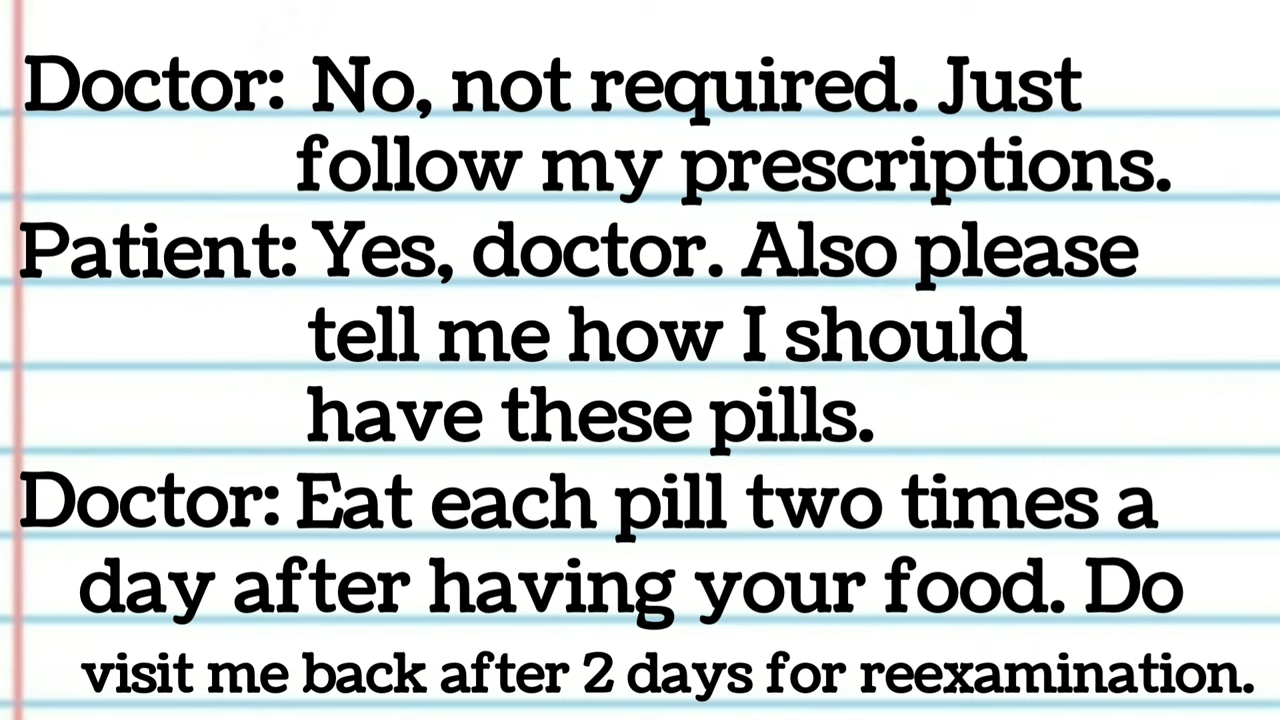 Doctor: No, not required. Just
follow my prescriptions.
Patient: Yes, doctor. Also please
tell me how I should
have these pills.
Doctor: Eat each pill two times a
day after having your food. Do
visit me back after 2 days for reexamination.